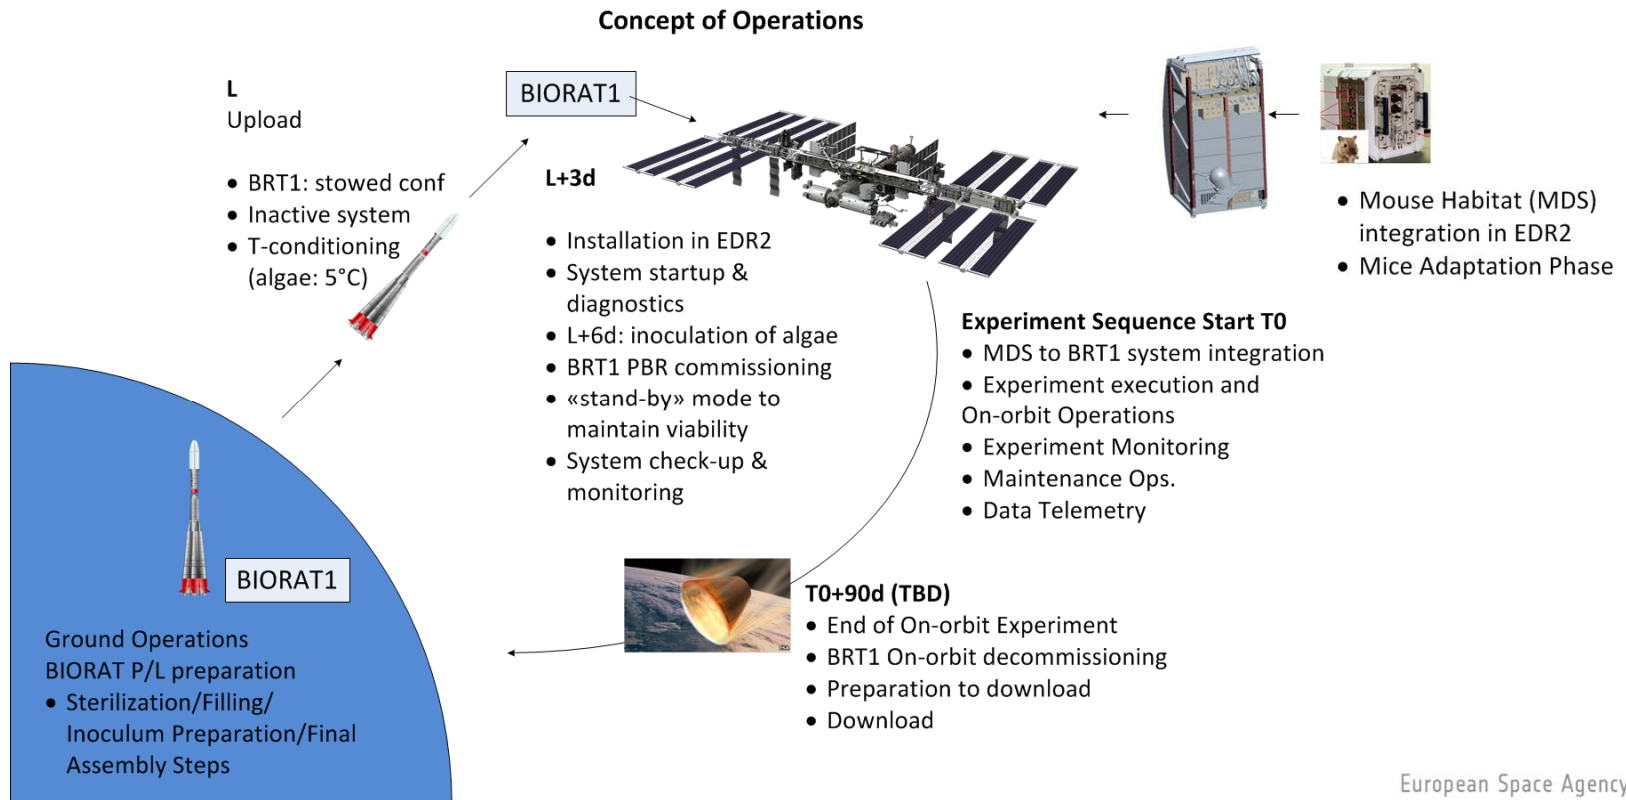 Concept of Operations
L
Upload
• BRT1: stowed conf
• Inactive system
• T-conditioning
(algae: 5°C)
BIORAT1
L+3d
• Installation in EDR2
• System startup &
diagnostics
• L+6d: inoculation of algae
• BRT1 PBR commissioning
• «stand-by» mode to
maintain viability
• System check-up &
monitoring
• Mouse Habitat (MDS)
integration in EDR2
• Mice Adaptation Phase
Experiment Sequence Start T0
• MDS to BRT1 system integration
• Experiment execution and
On-orbit Operations
• Experiment Monitoring
• Maintenance Ops.
• Data Telemetry
T0+90d (TBD)
• End of On-orbit Experiment
• BRT1 On-orbit decommissioning
• Preparation to download
• Download
BIORAT1
Ground Operations
BIORAT P/L preparation
• Sterilization/Filling/
Inoculum Preparation/Final
Assembly Steps
European Space Agency